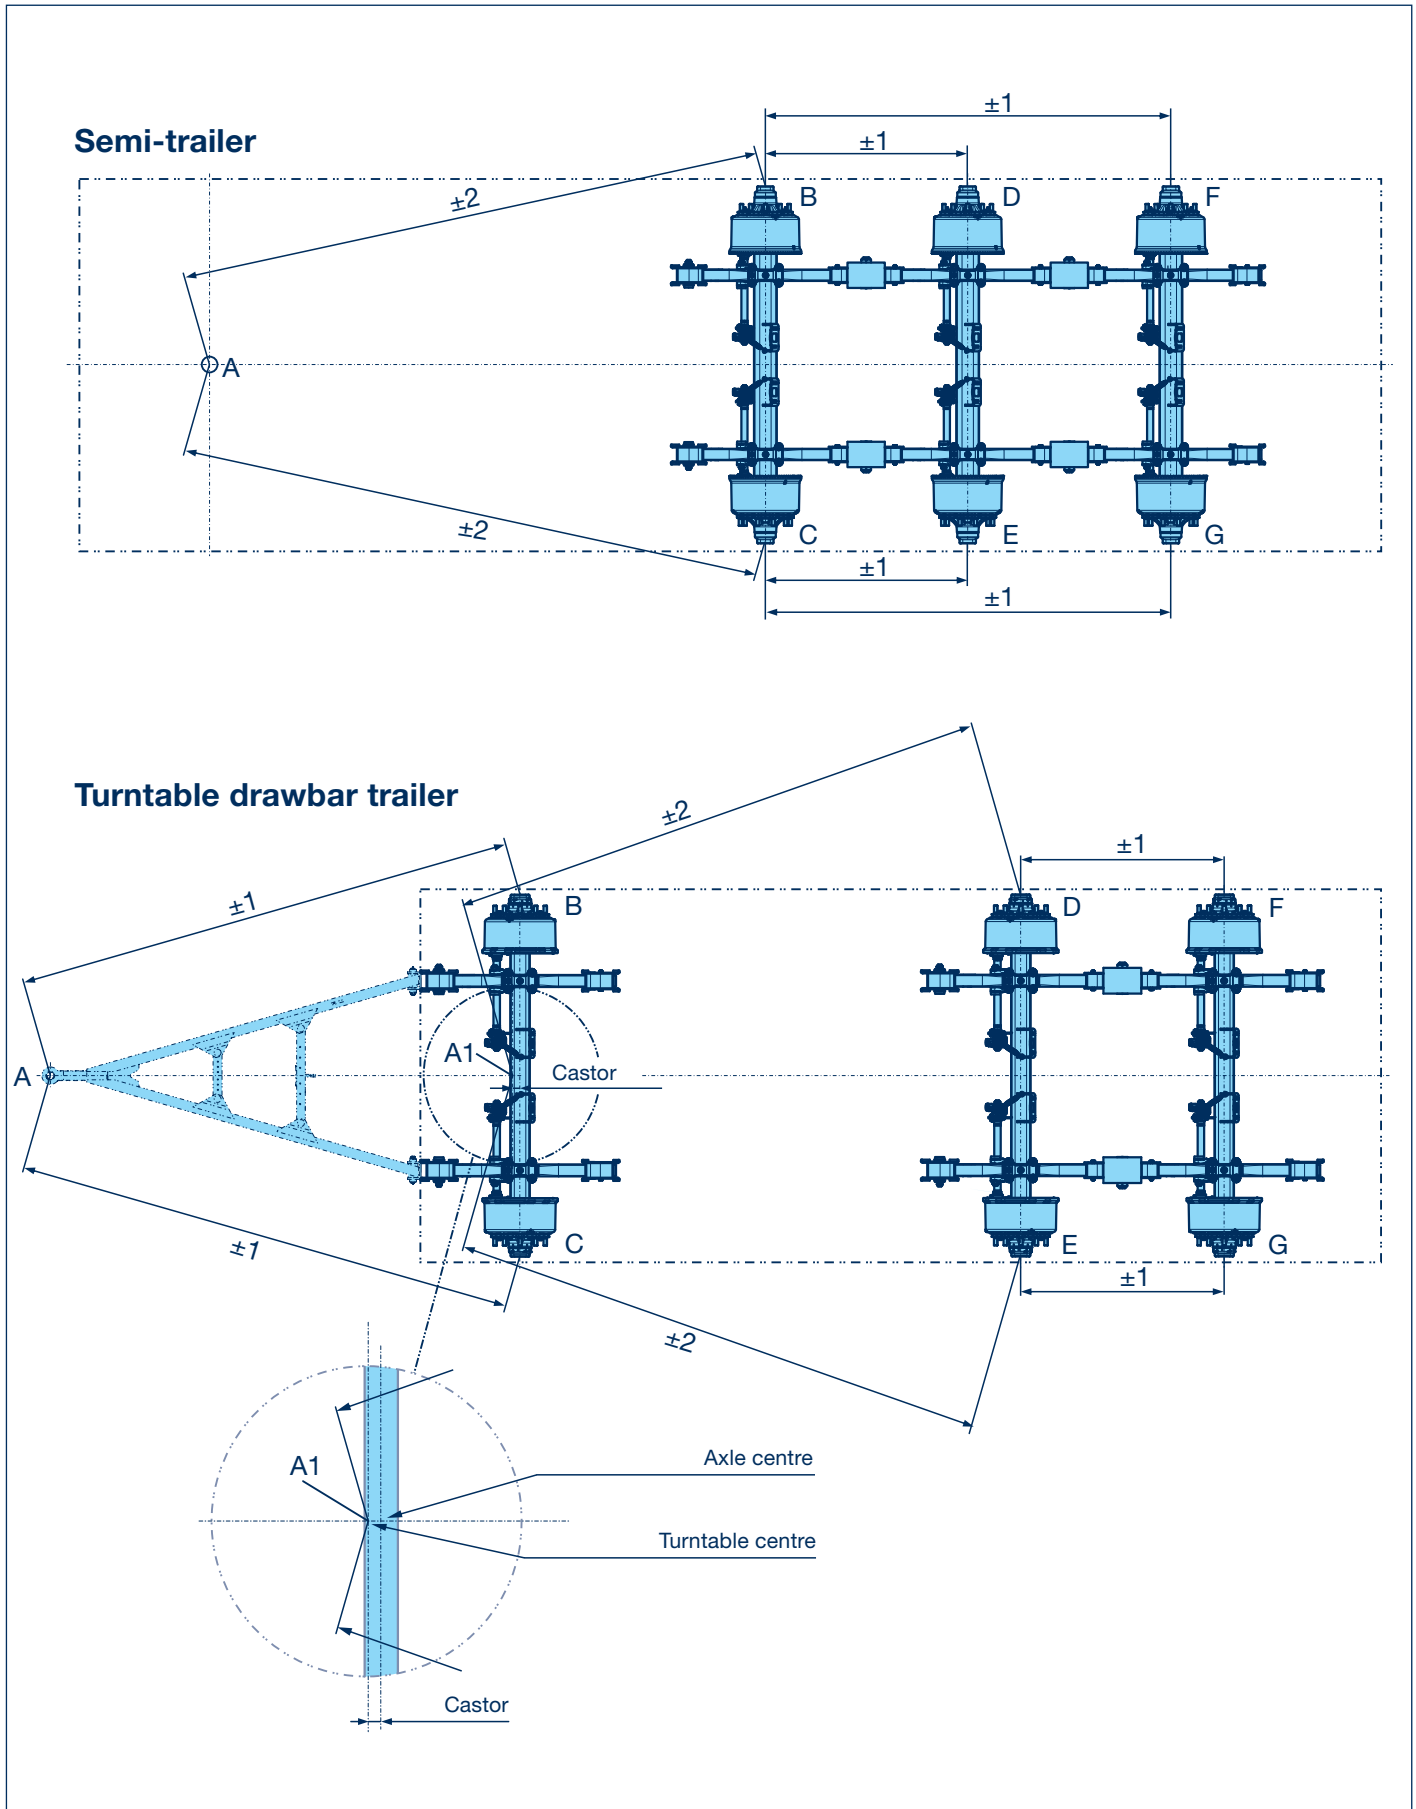 ±1
Semi-trailer
±1
±2
B
D
F
A
±2
C
E
G
±1
±1
±2
Turntable drawbar trailer
±1
±1
B
D
F
A1
A
Castor
C
E
G
±1
±1
±2
Axle centre
A1
Turntable centre
Castor